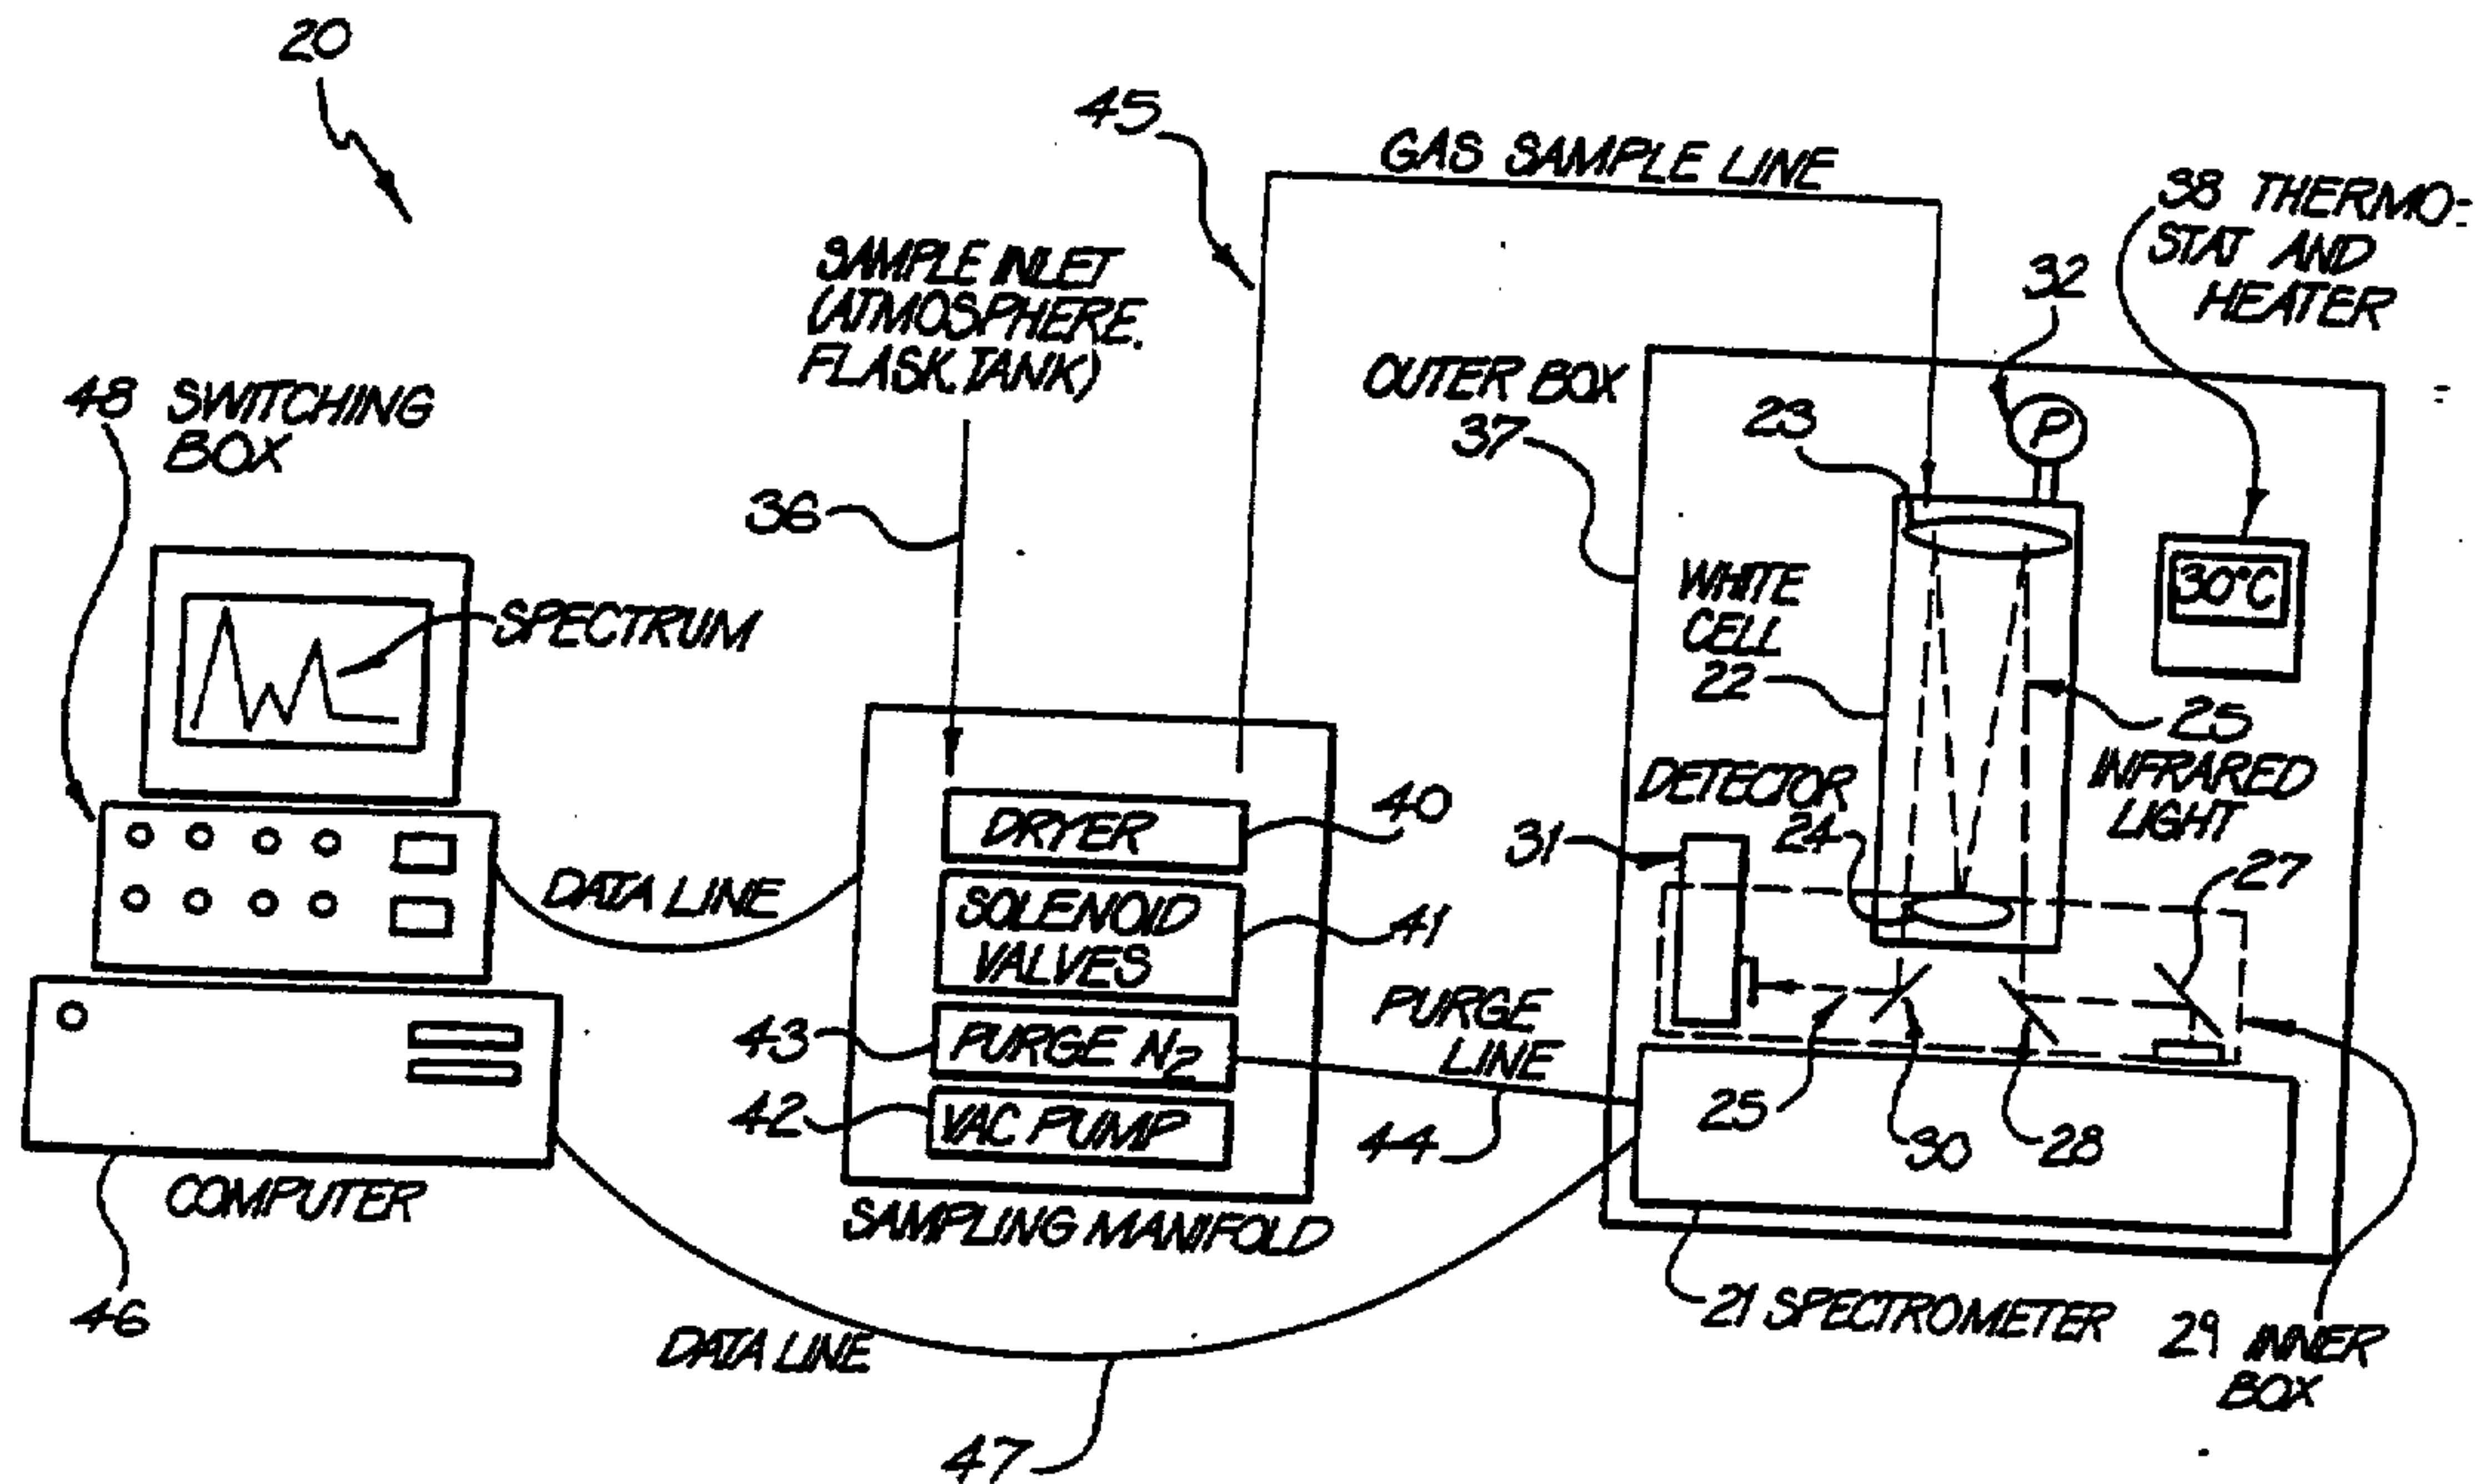 20
45
GAS SAMPLE LINE
38 THERMO-
STAT AND
HEATER
32
SAMPLE INLET
(ATMOSPHERE.
FLASK, TANK)
48 SWITCHING
BOX
OUTER BOX
37
23
P
36
30°C
WHITE
CELL
22
SPECTRUM
25
INFRARED
LIGHT
DETECTOR
24
31
27
40
DRYER
DATA LINE
SOLENOID
VALVES
41
PURGE
LINE
43
PURGE N2
25
30
28
42
VAC PUMP
44
COMPUTER
SAMPLING MANIFOLD
46
21 SPECTROMETER
29 INNER
BOX
DATA LINE
47